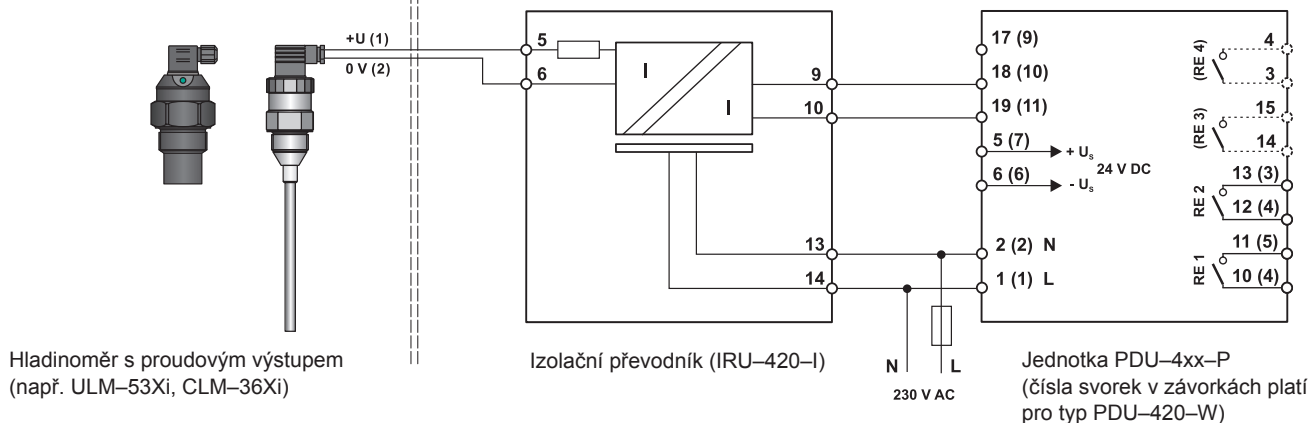 +U (1)
0 V (2)
5
6
I
I
9
10
13
14
17 (9)
18 (10)
19 (11)
5 (7)
+ Us
24 V DC
6 (6)
- Us
2 (2) N
1 (1) L
(RE 4)
4
3
(RE 3)
15
14
RE 2
13 (3)
12 (4)
RE 1
11 (5)
10 (4)
N
L
230 V AC
Hladinoměr s proudovým výstupem
(např. ULM–53Xi, CLM–36Xi)
Izolační převodník (IRU–420–I)
Jednotka PDU–4xx–P
(čísla svorek v závorkách platí
pro typ PDU–420–W)